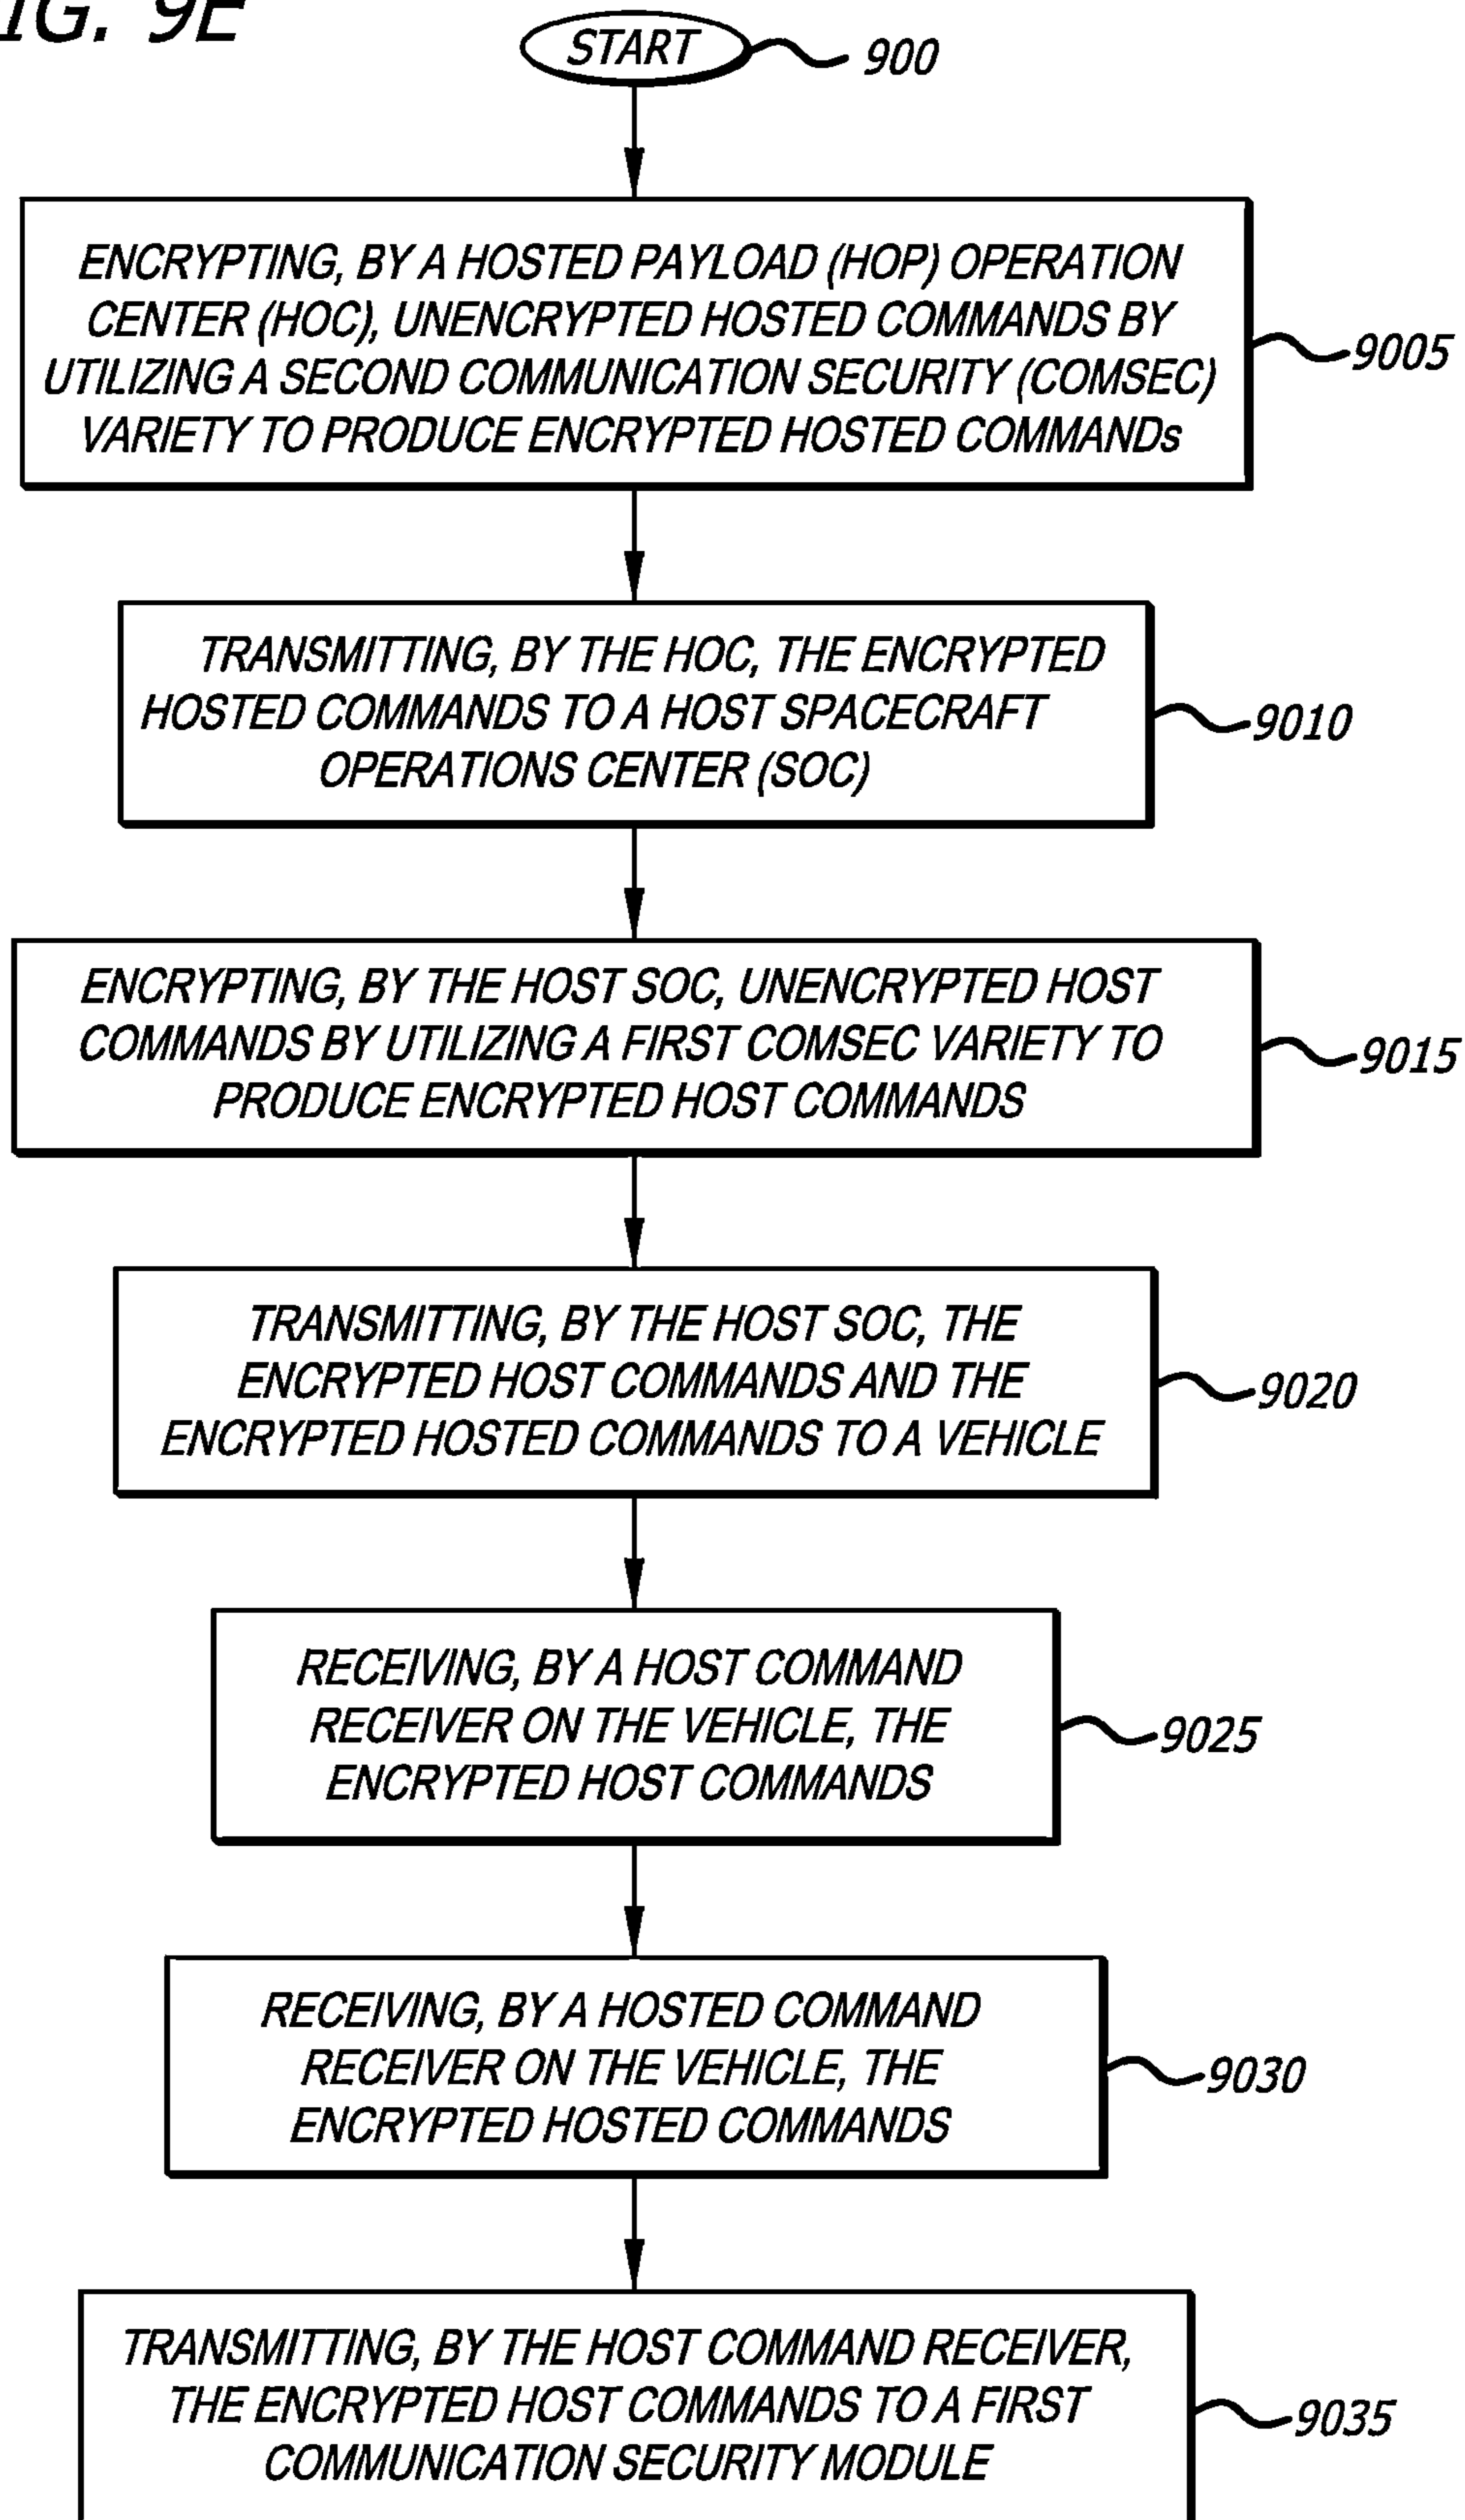 IG. 9E
START
900
ENCRYPTING, BY A HOSTED PAYLOAD (HOP) OPERATION
CENTER (HOC), UNENCRYPTED HOSTED COMMANDS BY
UTILIZING A SECOND COMMUNICATION SECURITY (COMSEC)
VARIETY TO PRODUCE ENCRYPTED HOSTED COMMANDs
9005
TRANSMITTING, BY THE HOC, THE ENCRYPTED
HOSTED COMMANDS TO A HOST SPACECRAFT
OPERATIONS CENTER (SOC)
9010
ENCRYPTING, BY THE HOST SOC, UNENCRYPTED HOST
COMMANDS BY UTILIZING A FIRST COMSEC VARIETY TO
PRODUCE ENCRYPTED HOST COMMANDS
9015
TRANSMITTING, BY THE HOST SOC, THE
ENCRYPTED HOST COMMANDS AND THE
ENCRYPTED HOSTED COMMANDS TO A VEHICLE
9020
RECEIVING, BY A HOST COMMAND
RECEIVER ON THE VEHICLE, THE
ENCRYPTED HOST COMMANDS
9025
RECEIVING, BY A HOSTED COMMAND
RECEIVER ON THE VEHICLE, THE
ENCRYPTED HOSTED COMMANDS
9030
TRANSMITTING, BY THE HOST COMMAND RECEIVER,
THE ENCRYPTED HOST COMMANDS TO A FIRST
COMMUNICATION SECURITY MODULE
9035